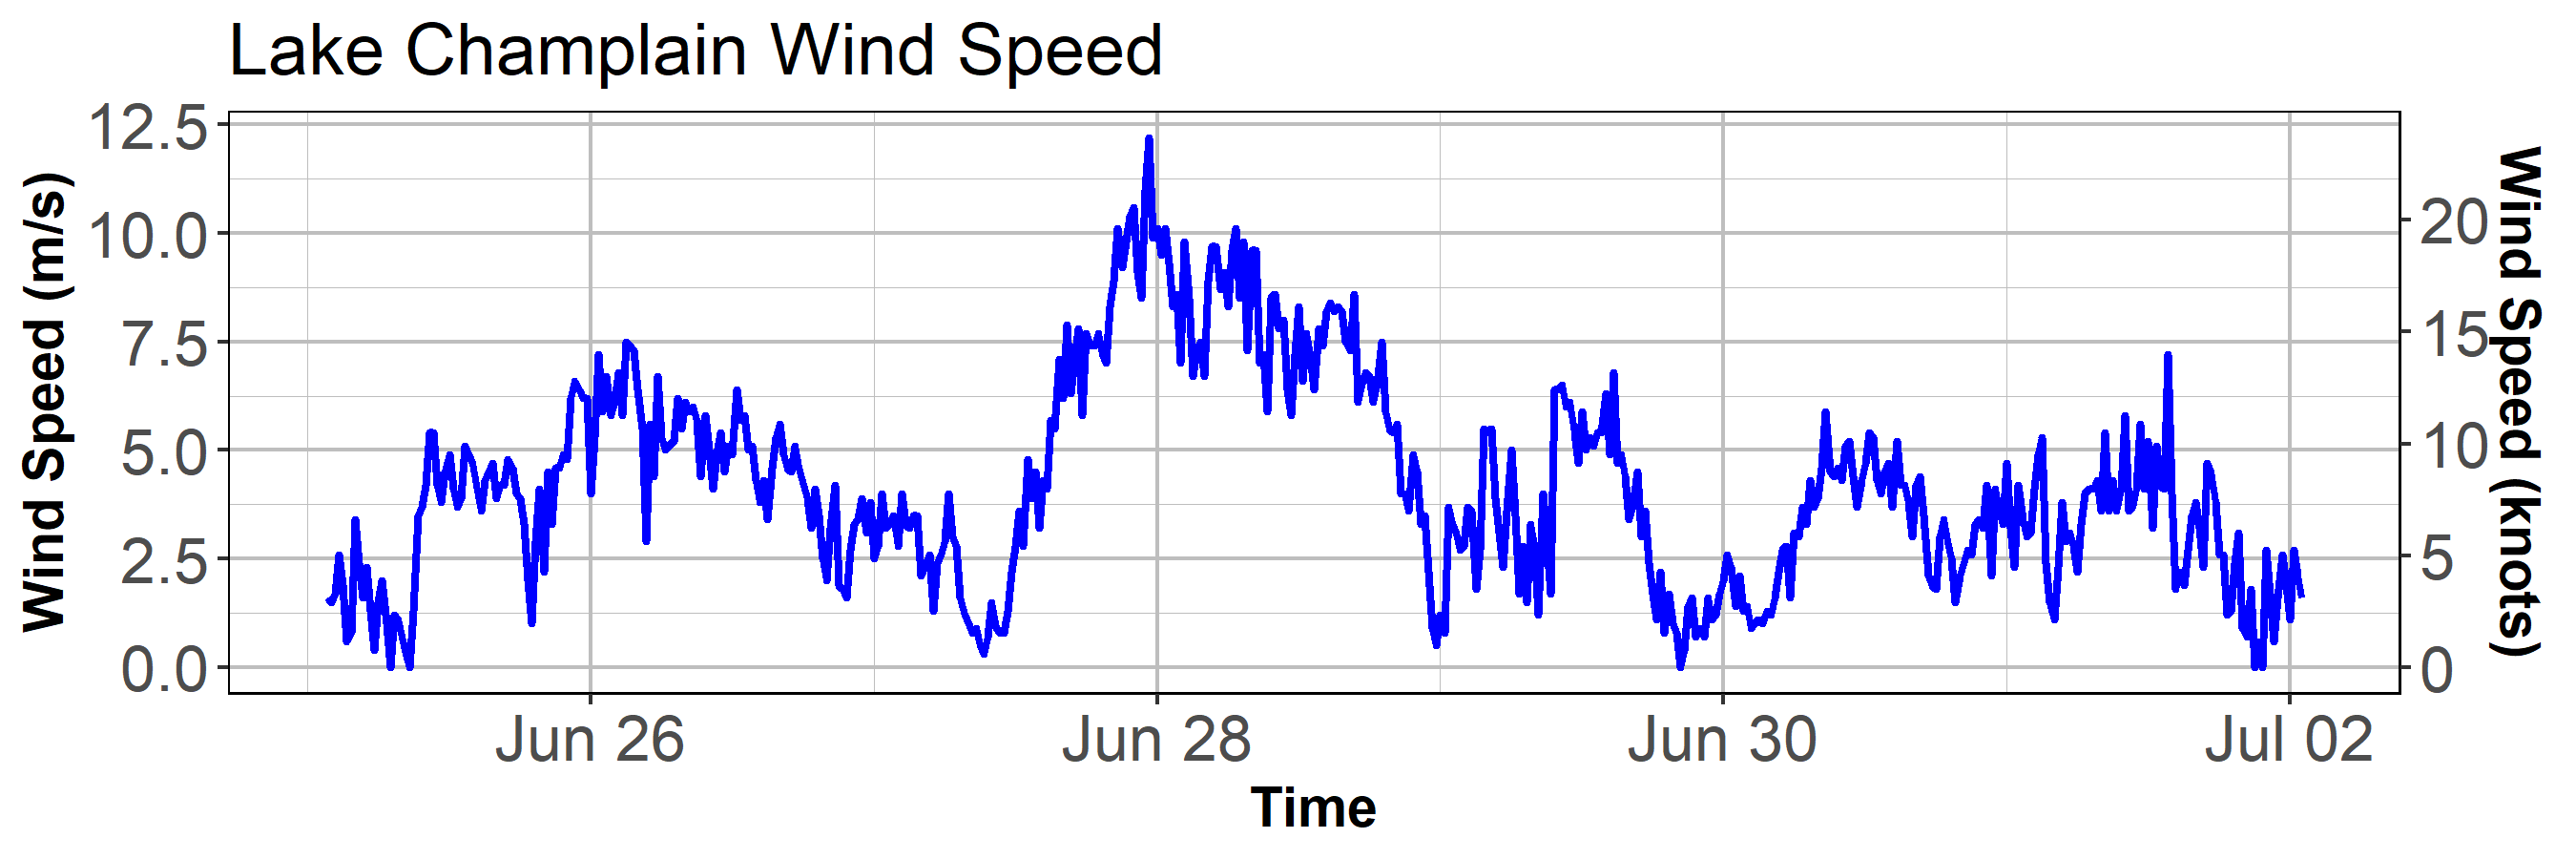 Lake Champlain Wind Speed
Wind Speed (m/s)
12.5
10.0
7.5
5.0
2.5
0.0
Wind Speed (knots)
20
15
10
5
0
Jun 26
Jun 28
Jun 30
Jul 02
Time